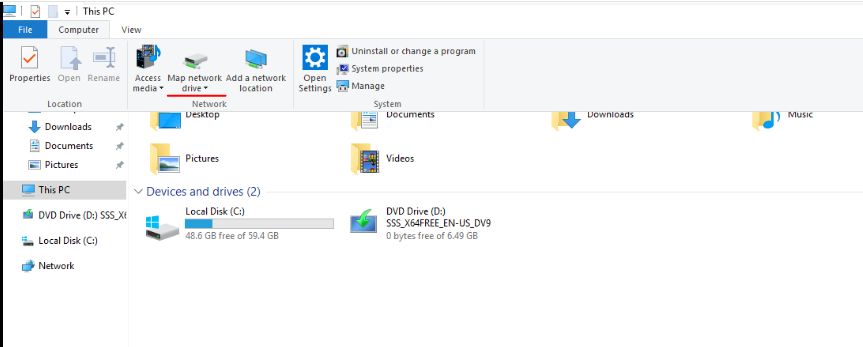 This PC
File Computer View
Properties Open Rename
Access media Map network drive Add a network location
Open Settings
Uninstall or change a program
System properties
Manage
Location Network System
Desktop Documents Downloads Music
Downloads
Documents
Pictures
This PC
DVD Drive (D:) SSS_X6
Local Disk (C:)
Network
Pictures Videos
Devices and drives (2)
Local Disk (C:)
48.6 GB free of 59.4 GB
DVD Drive (D:)
SSS_X64FREE_EN-US_DV9
0 bytes free of 6.49 GB